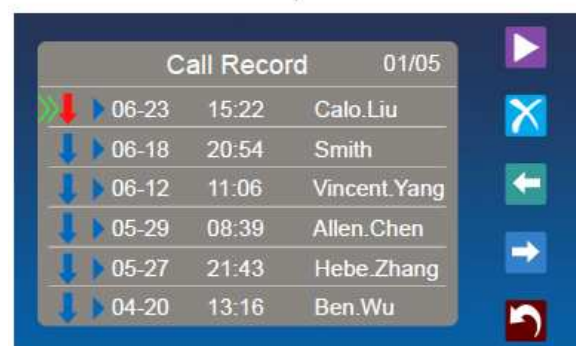 Call Record 01/05
06-23 15:22 Calo.Liu
06-18 20:54 Smith
06-12 11:06 Vincent.Yang
05-29 08:39 Allen.Chen
05-27 21:43 Hebe.Zhang
04-20 13:16 Ben.Wu